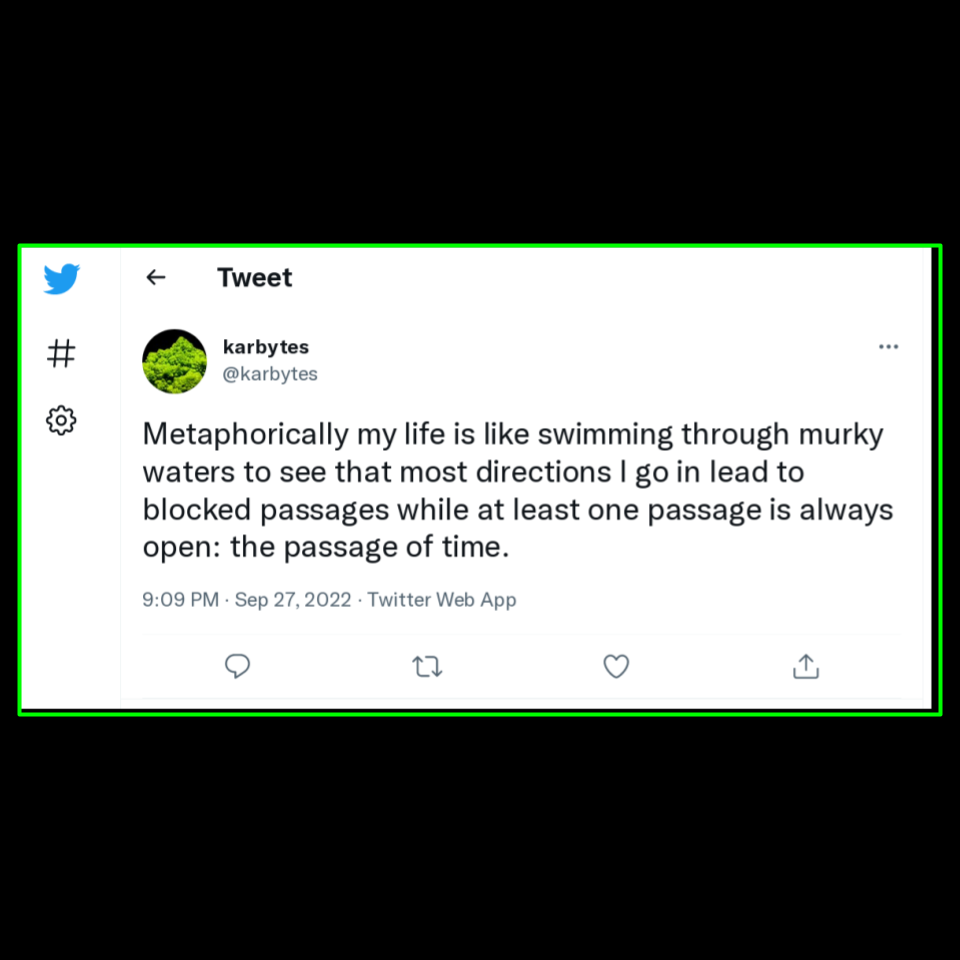 Tweet
karbytes
@karbytes
Metaphorically my life is like swimming through murky
waters to see that most directions I go in lead to
blocked passages while at least one passage is always
open: the passage of time.
9:09 PM · Sep 27, 2022 · Twitter Web App